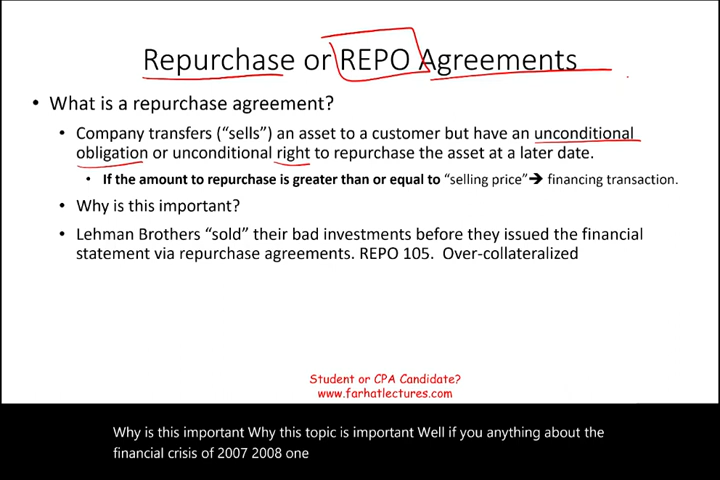 Repurchase or REPO Agreements
• What is a repurchase agreement?
• Company transfers (“sells”) an asset to a customer but have an unconditional
obligation or unconditional right to repurchase the asset at a later date.
• If the amount to repurchase is greater than or equal to “selling price”➔ financing transaction.
• Why is this important?
• Lehman Brothers “sold” their bad investments before they issued the financial
statement via repurchase agreements. REPO 105.  Over-collateralized
Student or CPA Candidate?
www.farhatlectures.com
Why is this important Why this topic is important Well if you anything about the
financial crisis of 2007 2008 one